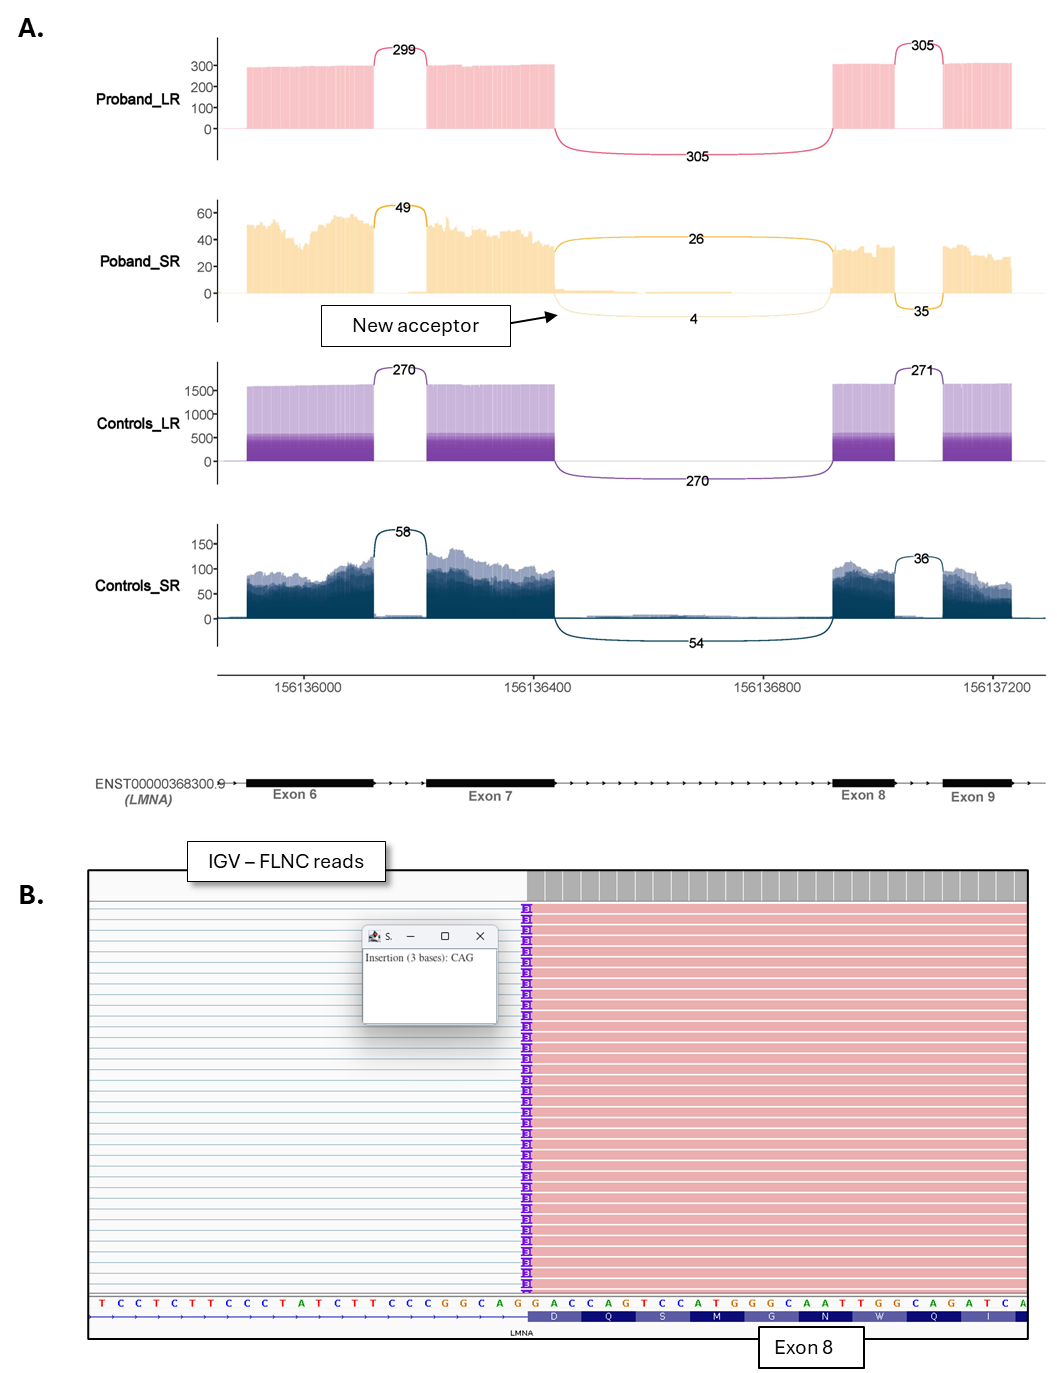 A.
299
305
300
200
100
0
Proband_LR
305
49
60
40
20
0
Poband_SR
26
New acceptor
4
35
270
271
1500
1000
500
0
Controls_LR
270
58
36
150
100
50
0
Controls_SR
54
156136000 156136400 156136800 156137200
ENST00000368300.9
(LMNA)
Exon 6 Exon 7 Exon 8 Exon 9
IGV – FLNC reads
B.
S.
Insertion (3 bases): CAG
T C C T C T T C C C T A T C T T C C C G G C A G G A C C A G T C C A T G G G C A A T T G G C A G A T C A
D Q S M G N W Q I
LMNA
Exon 8